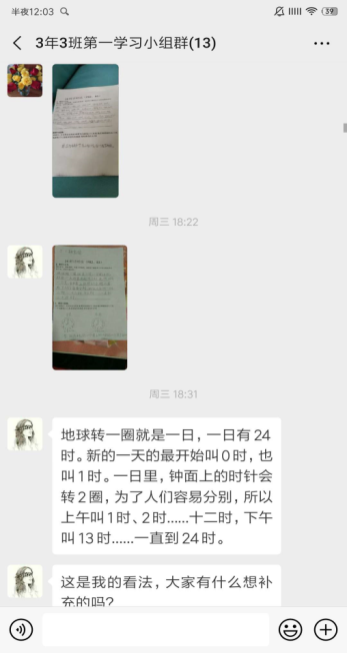 半夜12:03
39
3年3班第一学习小组群(13)
周三 18:22
周三 18:31
地球转一圈就是一日，一日有24
时。新的一天的最开始叫0时，也
叫1时。一日里，钟面上的时针会
转2圈，为了人们容易分别，所以
上午叫1时、2时......十二时，下午
叫13时......一直到24时。
这是我的看法，大家有什么想补
充的吗?